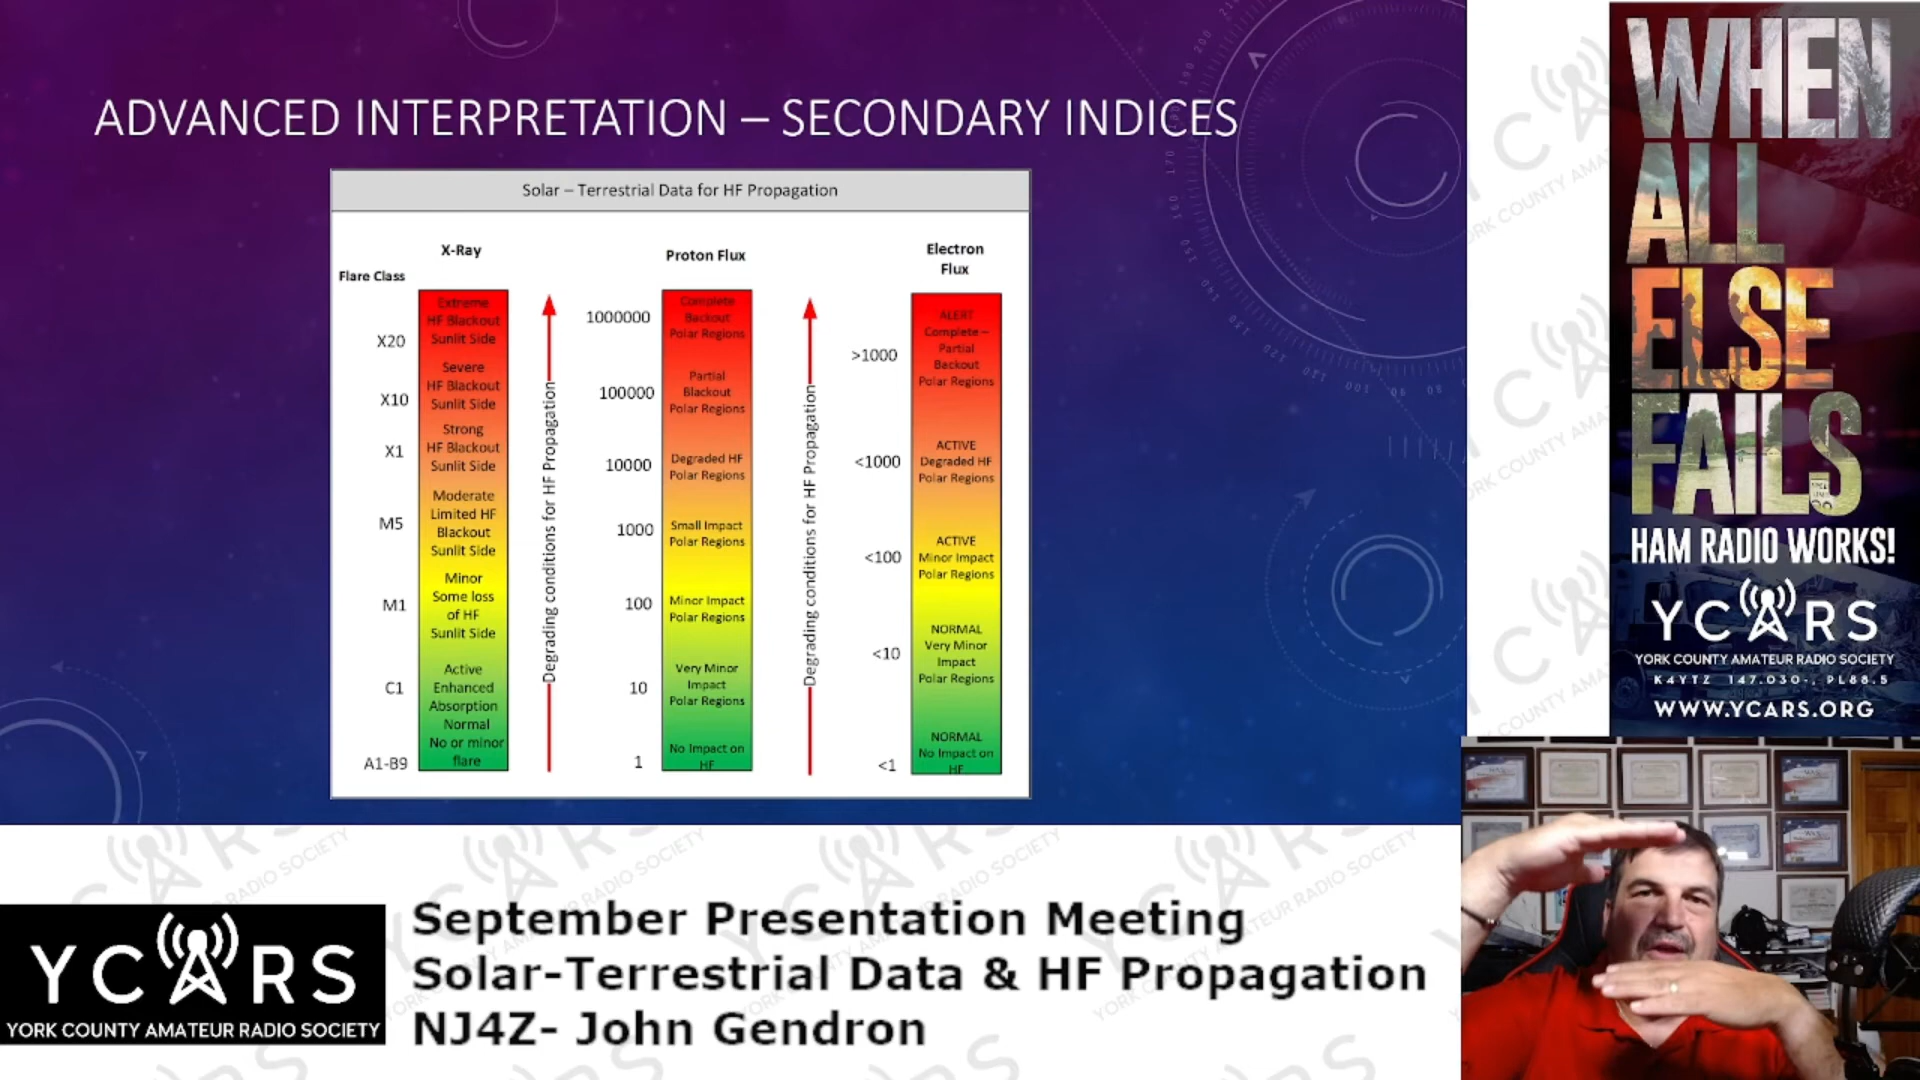 ADVANCED INTERPRETATION – SECONDARY INDICES
Solar – Terrestrial Data for HF Propagation
X-Ray
Flare Class
X20
X10
X1
M5
M1
C1
A1-B9
Extreme
HF Blackout
Sunlit Side
Severe
HF Blackout
Sunlit Side
Strong
HF Blackout
Sunlit Side
Moderate
Limited HF
Blackout
Sunlit Side
Minor
Some loss
of HF
Sunlit Side
Active
Enhanced
Absorption
Normal
No or minor
flare
Degrading conditions for HF Propagation
Proton Flux
1000000
100000
10000
1000
100
10
1
Complete
Backout
Polar Regions
Partial
Blackout
Polar Regions
Degraded HF
Polar Regions
Small Impact
Polar Regions
Minor Impact
Polar Regions
Very Minor
Impact
Polar Regions
No Impact on
HF
Degrading conditions for HF Propagation
Electron
Flux
>1000
<1000
<100
<10
<1
ALERT
Complete –
Partial
Backout
Polar Regions
ACTIVE
Degraded HF
Polar Regions
ACTIVE
Minor Impact
Polar Regions
NORMAL
Very Minor
Impact
Polar Regions
NORMAL
No Impact on
HF
WHEN
ALL
ELSE
FAILS
HAM RADIO WORKS!
YCARS
YORK COUNTY AMATEUR RADIO SOCIETY
K4YTZ 147.030-, PL88.5
WWW.YCARS.ORG
YCARS
YORK COUNTY AMATEUR RADIO SOCIETY
September Presentation Meeting
Solar-Terrestrial Data & HF Propagation
NJ4Z- John Gendron